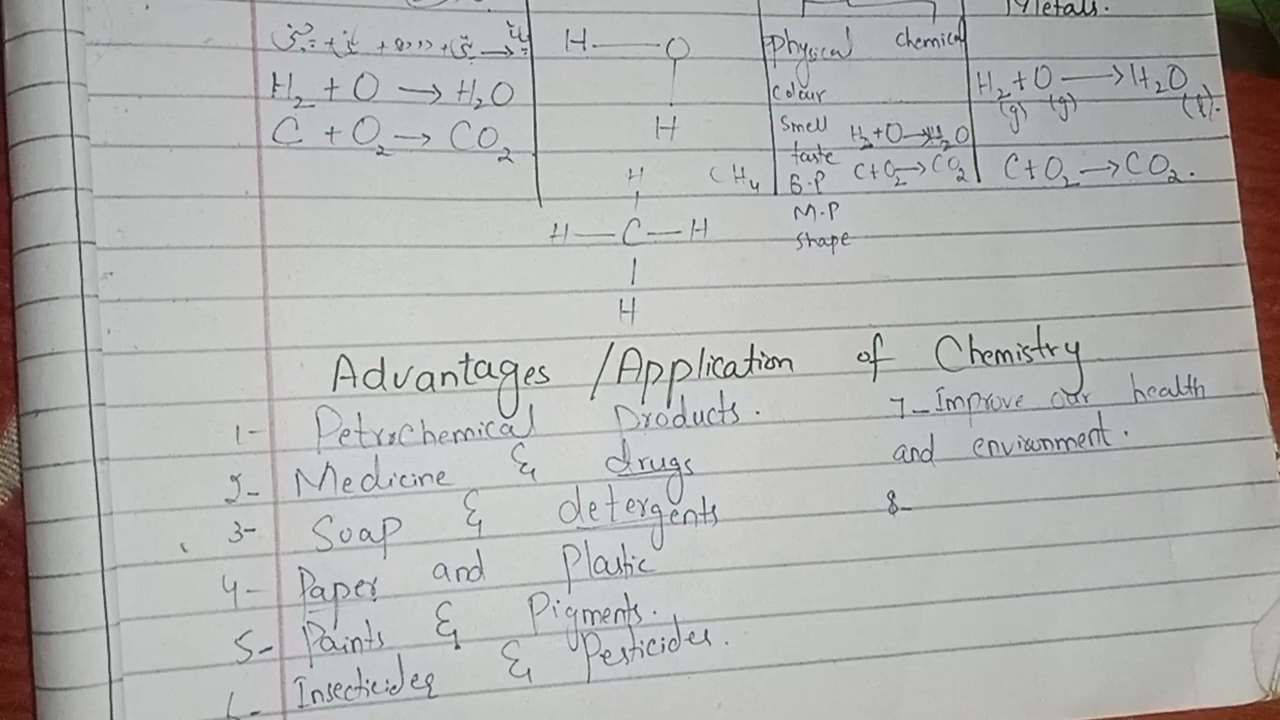 Metals.
H — O
Physical chemical
H₂ + O → H₂O
colour
H₂ + O → H₂O
(g) (g) (l).
C + O₂ → CO₂
H
Smell H₂+O→H₂O
taste C+O₂→CO₂
C+O₂ → CO₂.
H CH₄
B.P
M.P
H — C — H
shape
H
Advantages / Application of Chemistry
1- Petrochemical Products.
2- Medicine & drugs
3- Soap & detergents
4- Paper and Plastic
5- Paints & Pigments.
6- Insecticides & Pesticides.
7- Improve our health
and environment.
8-